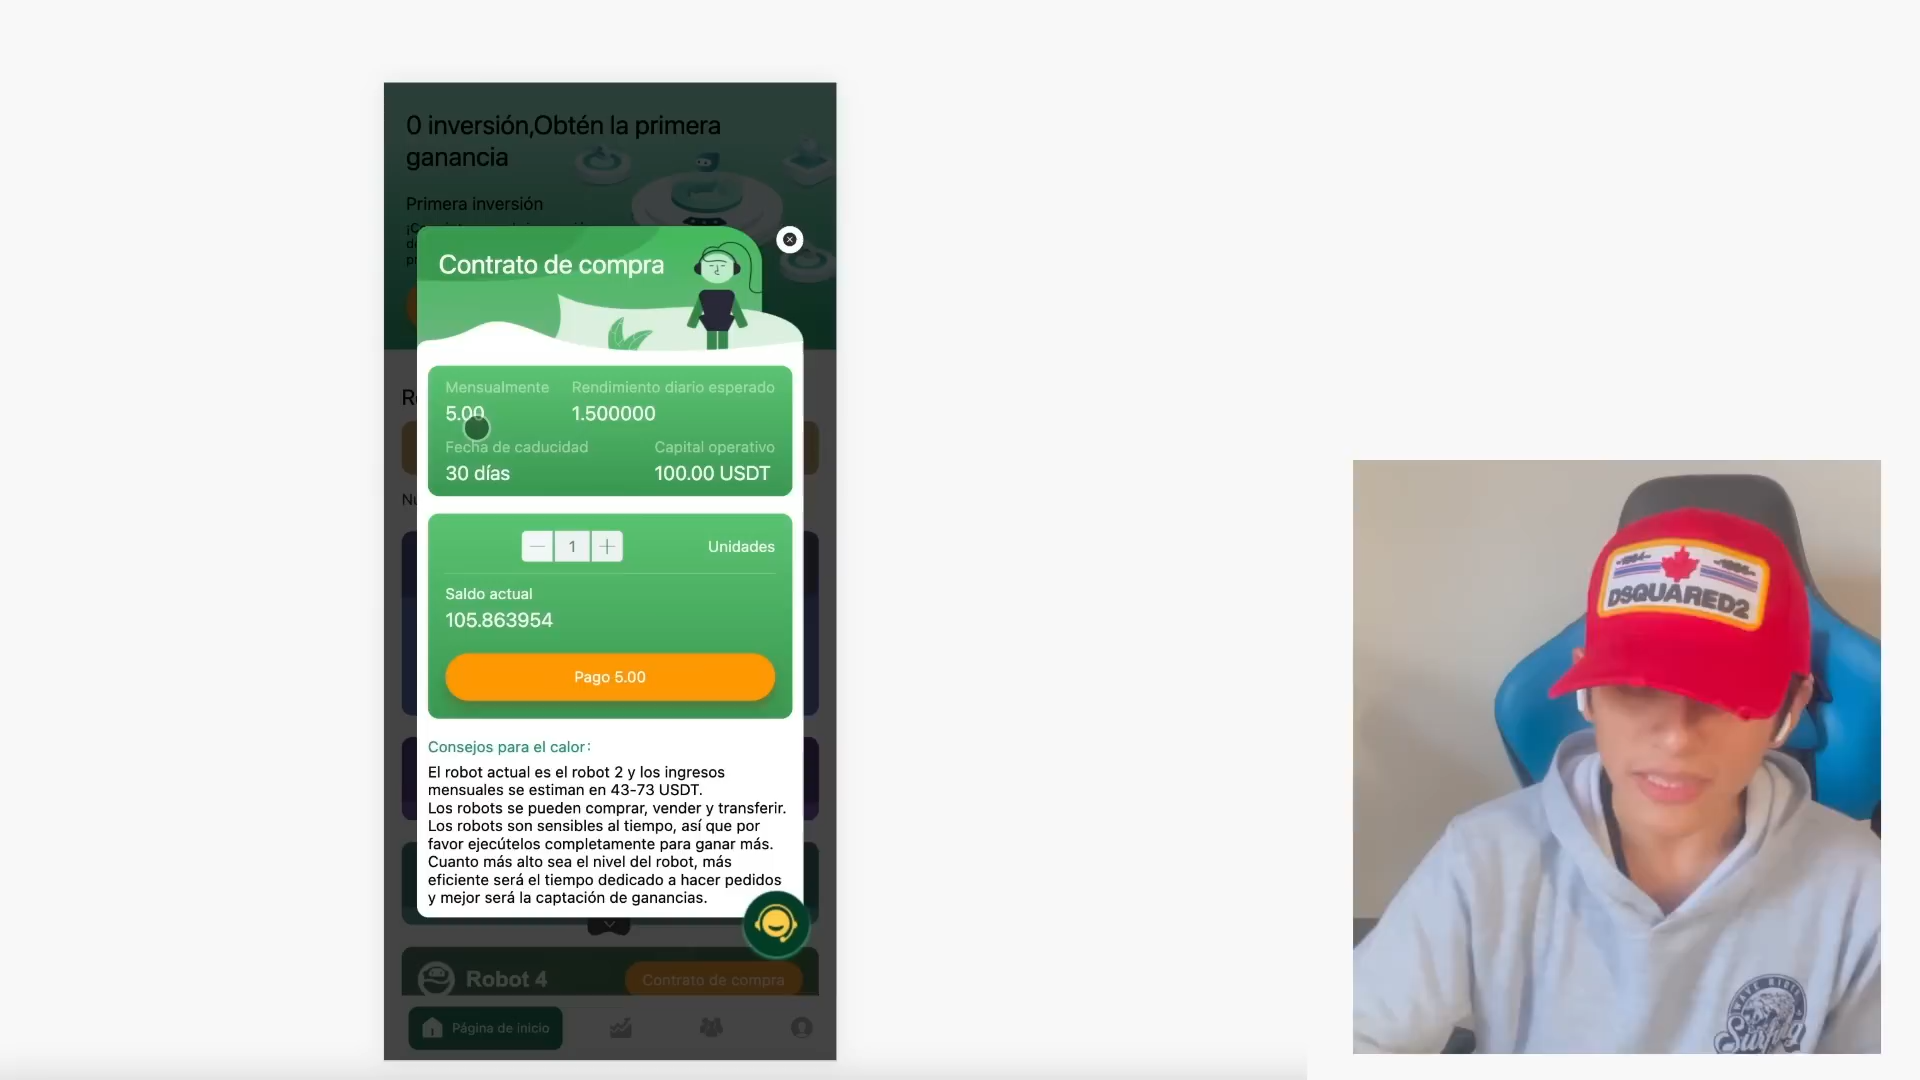 0 inversión,Obtén la primera
ganancia
Primera inversión
Contrato de compra
Mensualmente
Rendimiento diario esperado
5.00
1.500000
Fecha de caducidad
Capital operativo
30 días
100.00 USDT
1
Unidades
Saldo actual
105.863954
Pago 5.00
Consejos para el calor:
El robot actual es el robot 2 y los ingresos
mensuales se estiman en 43-73 USDT.
Los robots se pueden comprar, vender y transferir.
Los robots son sensibles al tiempo, así que por
favor ejecútelos completamente para ganar más.
Cuanto más alto sea el nivel del robot, más
eficiente será el tiempo dedicado a hacer pedidos
y mejor será la captación de ganancias.
Robot 4
Contrato de compra
Página de inicio
DSQUARED2
WAVE RIDER
Surfing